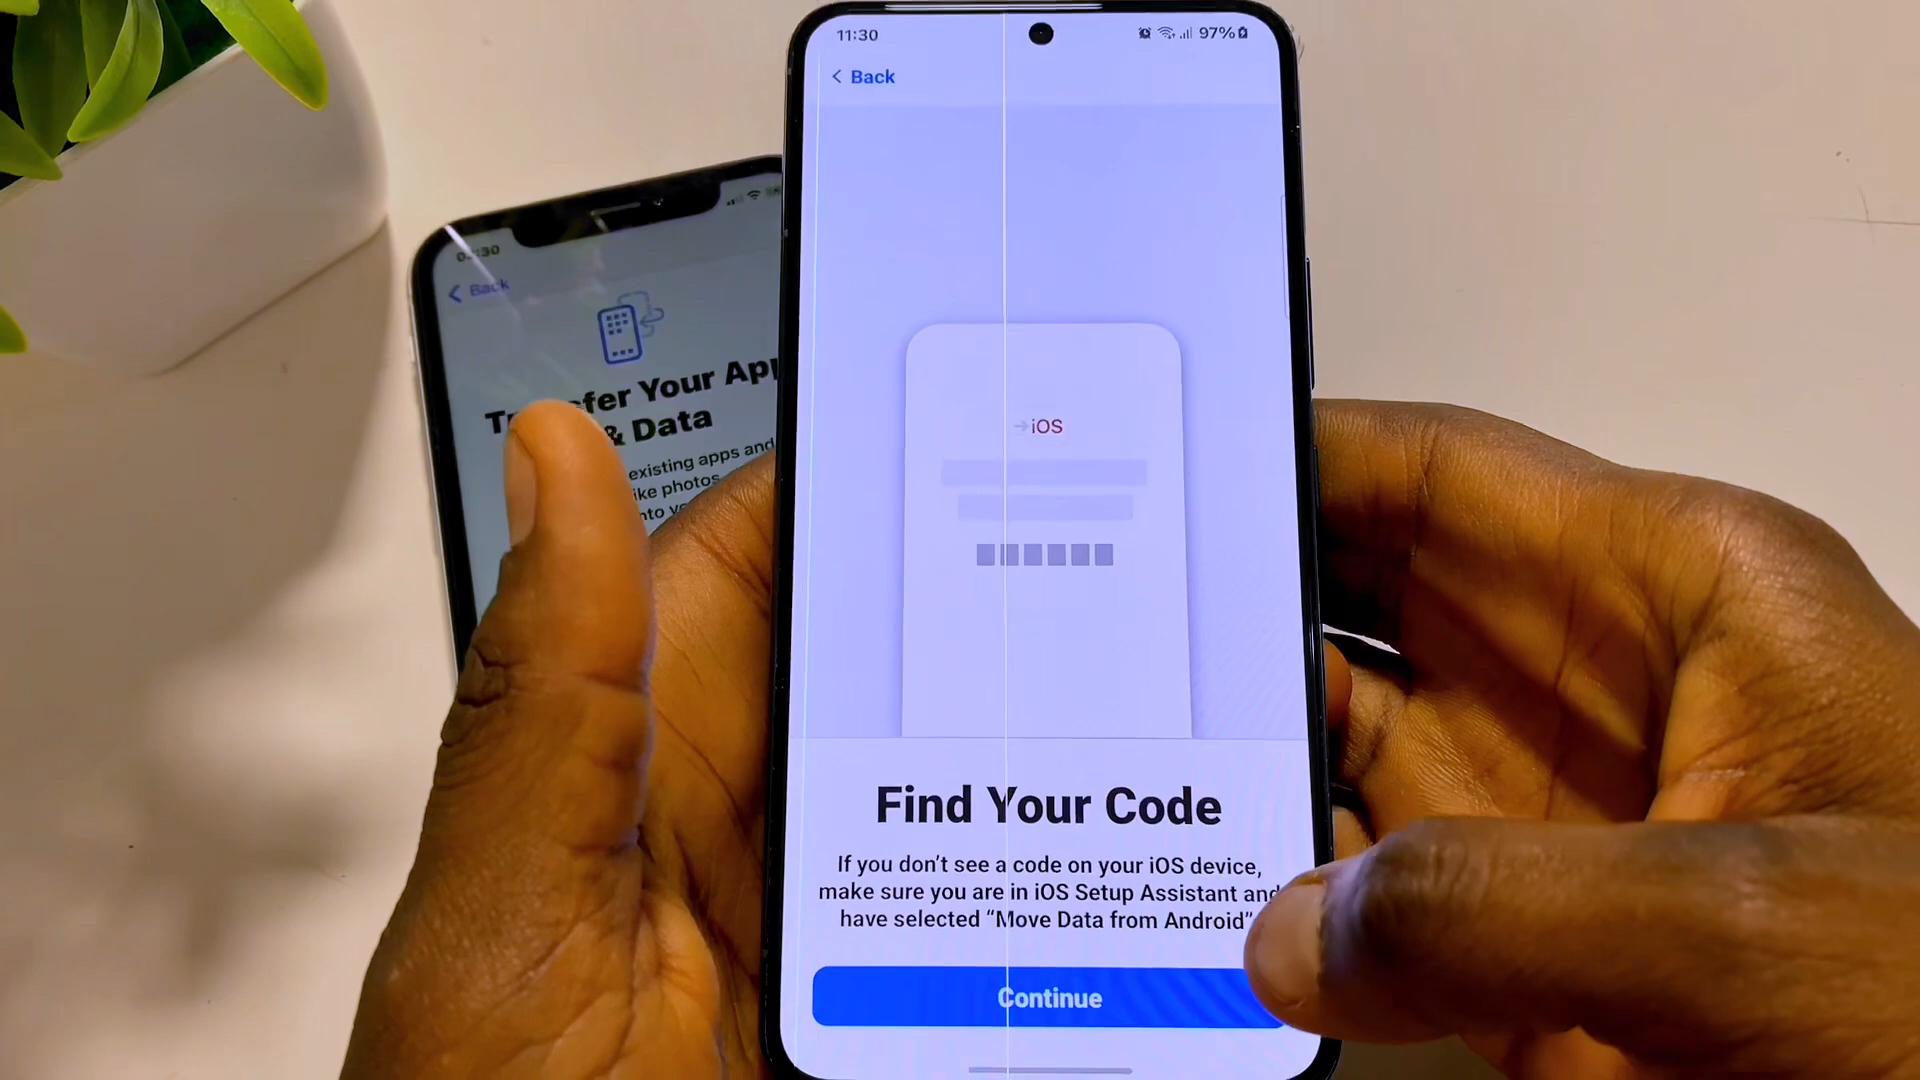 11:30
97%
Back
iOS
Find Your Code
If you don't see a code on your iOS device,
make sure you are in iOS Setup Assistant and
have selected “Move Data from Android”
Continue
Back
Your
& Data
existing apps and
photos